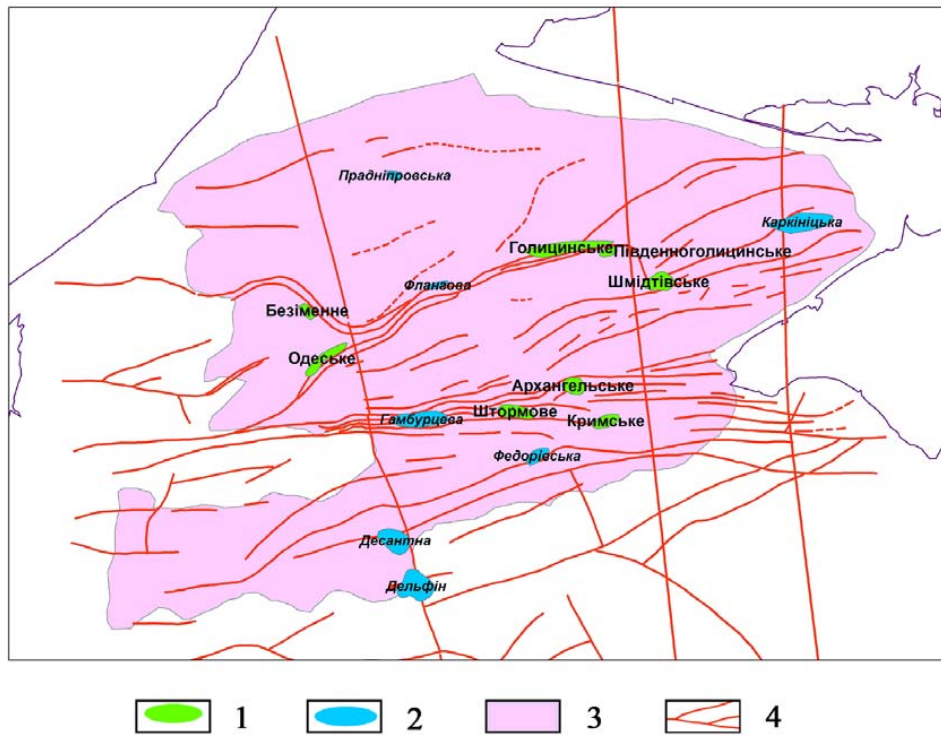 Прадніпровська
Каркініцька
Голицинське
Південноголицинське
Шмідтівське
Флангова
Безіменне
Одеське
Архангельське
Штормове
Гамбурцева
Кримське
Федорівська
Десантна
Дельфін
1 2 3 4